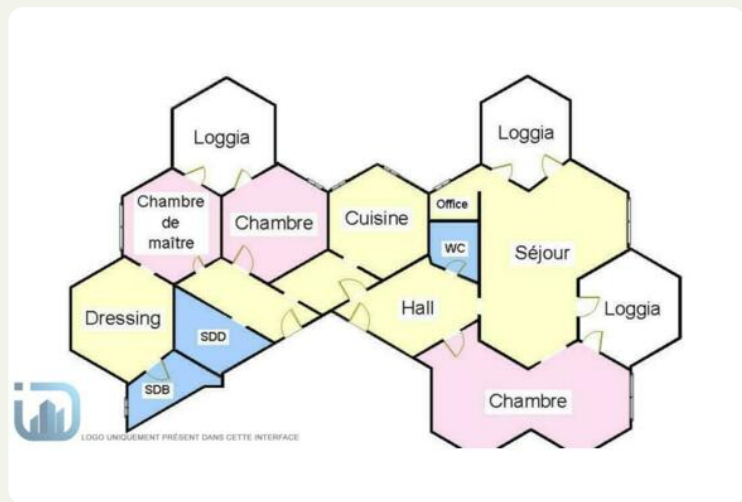 Loggia
Loggia
Chambre
de
maître
Chambre
Cuisine
Office
WC
Séjour
Dressing
SDD
Hall
Loggia
SDB
Chambre
LOGO UNIQUEMENT PRÉSENT DANS CETTE INTERFACE